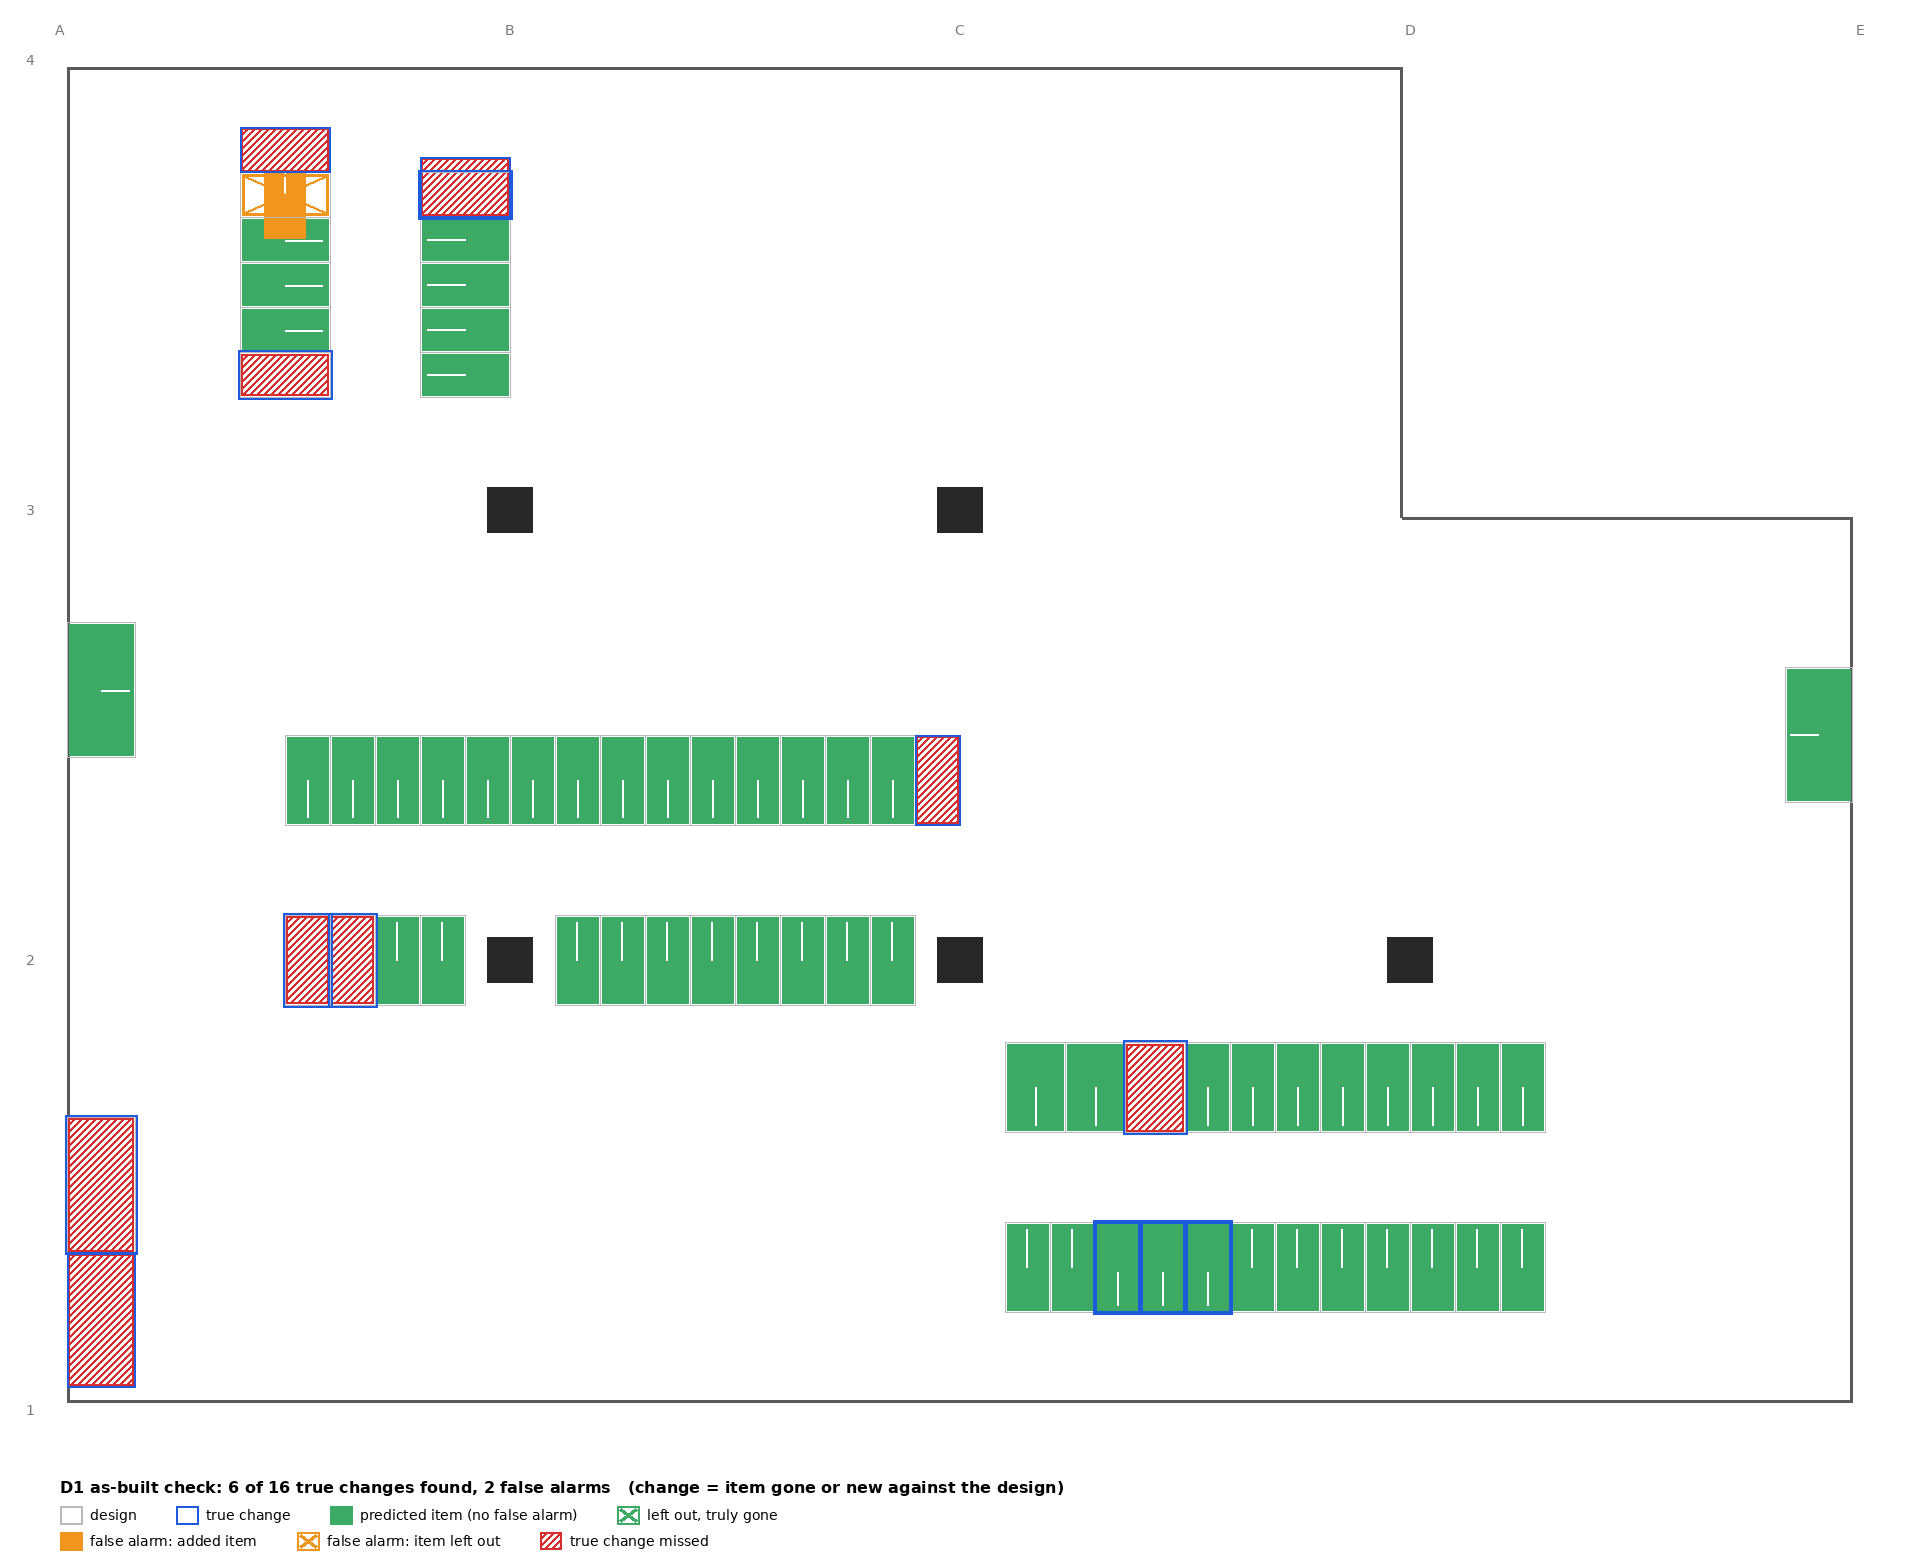 A B C D E
4
3
2
1
D1 as-built check: 6 of 16 true changes found, 2 false alarms (change = item gone or new against the design)
design true change predicted item (no false alarm) left out, truly gone
false alarm: added item false alarm: item left out true change missed